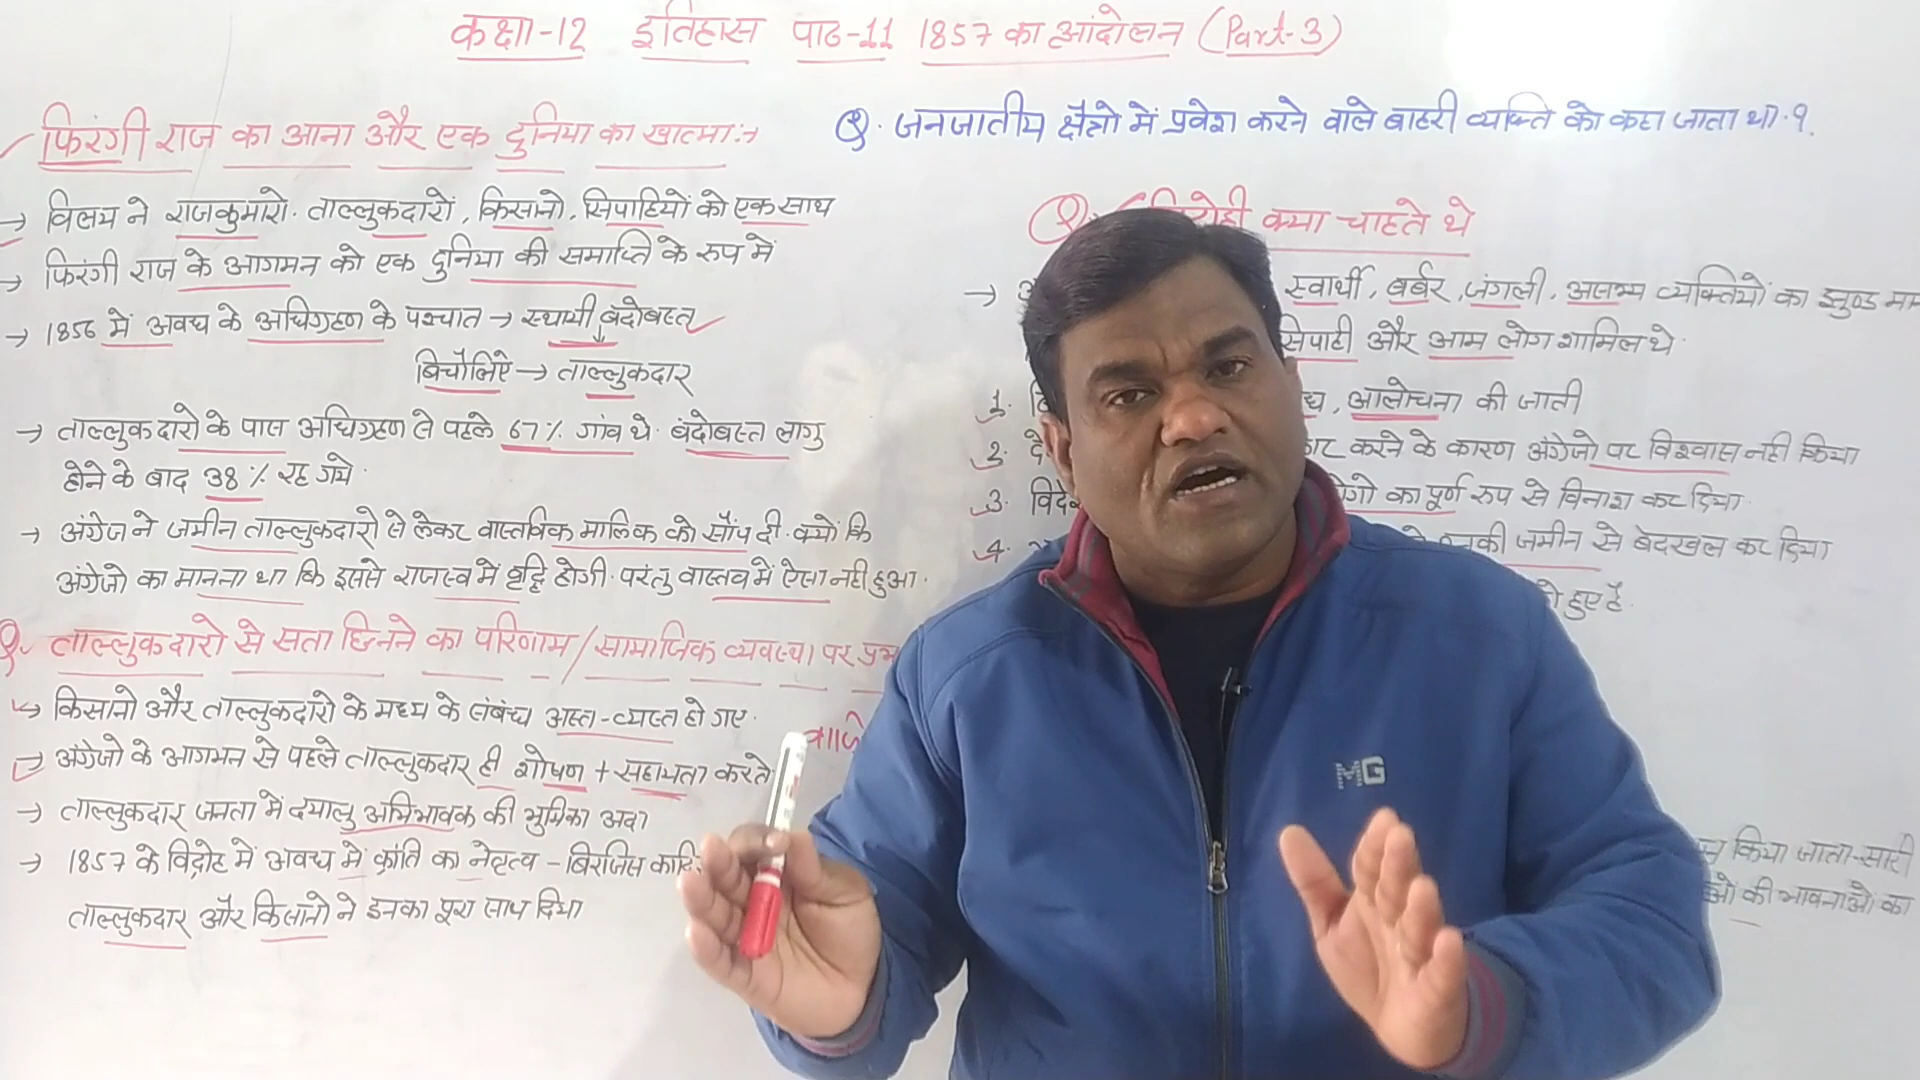 कक्षा-12 इतिहास पाठ-11 1857 का आंदोलन (Part-3)
फिरंगी राज का आना और एक दुनिया का खात्मा:→
→ विलय ने राजकुमारो. ताल्लुकदारों, किसानो, सिपाहियों को एक साथ
→ फिरंगी राज के आगमन को एक दुनिया की समाप्ति के रुप में
→ 1856 में अवध के अधिग्रहण के पश्चात → स्थायी बंदोबस्त
बिचौलिए → ताल्लुकदार
→ ताल्लुकदारो के पास अधिग्रहण से पहले 67% गांव थे. बंदोबस्त लागु
होने के बाद 38% रह गये.
→ अंग्रेज ने जमीन ताल्लुकदारो से लेकर वास्तविक मालिक को सौंप दी. क्यों कि
अंग्रेजो का मानना था कि इससे राजस्व में वृद्दि होगी. परंतु वास्तव में ऐसा नही हुआ.
Q. ताल्लुकदारो से सता छिनने का परिणाम/सामाजिक व्यवस्था पर
→ किसानो और ताल्लुकदारो के मध्य के संबंध अस्त-व्यस्त हो गए.
→ अंग्रेजो के आगमन से पहले ताल्लुकदार ही शोषण + सहायता करते
→ ताल्लुकदार जनता में दयालु अभिभावक की भुमिका अदा
→ 1857 के विद्रोह में अवध में क्रांति का नेतृत्व - बिरजिस
ताल्लुकदार और किसानो ने इनका पूरा साथ दिया
Q. जनजातीय क्षेत्रो में प्रवेश करने वाले बाहरी व्यक्ति को कहा जाता था.?
Q. क्या चाहते थे
→ स्वार्थी, बर्बर, जंगली, असभ्य व्यक्तियों का झुण्ड
सिपाही और आम लोग शामिल थे.
1. आलोचना की जाती
2. करने के कारण अंग्रेजो पर विश्वास नही किया
3. का पूर्ण रुप से विनाश कर दिया.
4. जमीन से बेदखल कर दिया
हुए है.
किया जाता-सारी
की भावनाओ का
MG